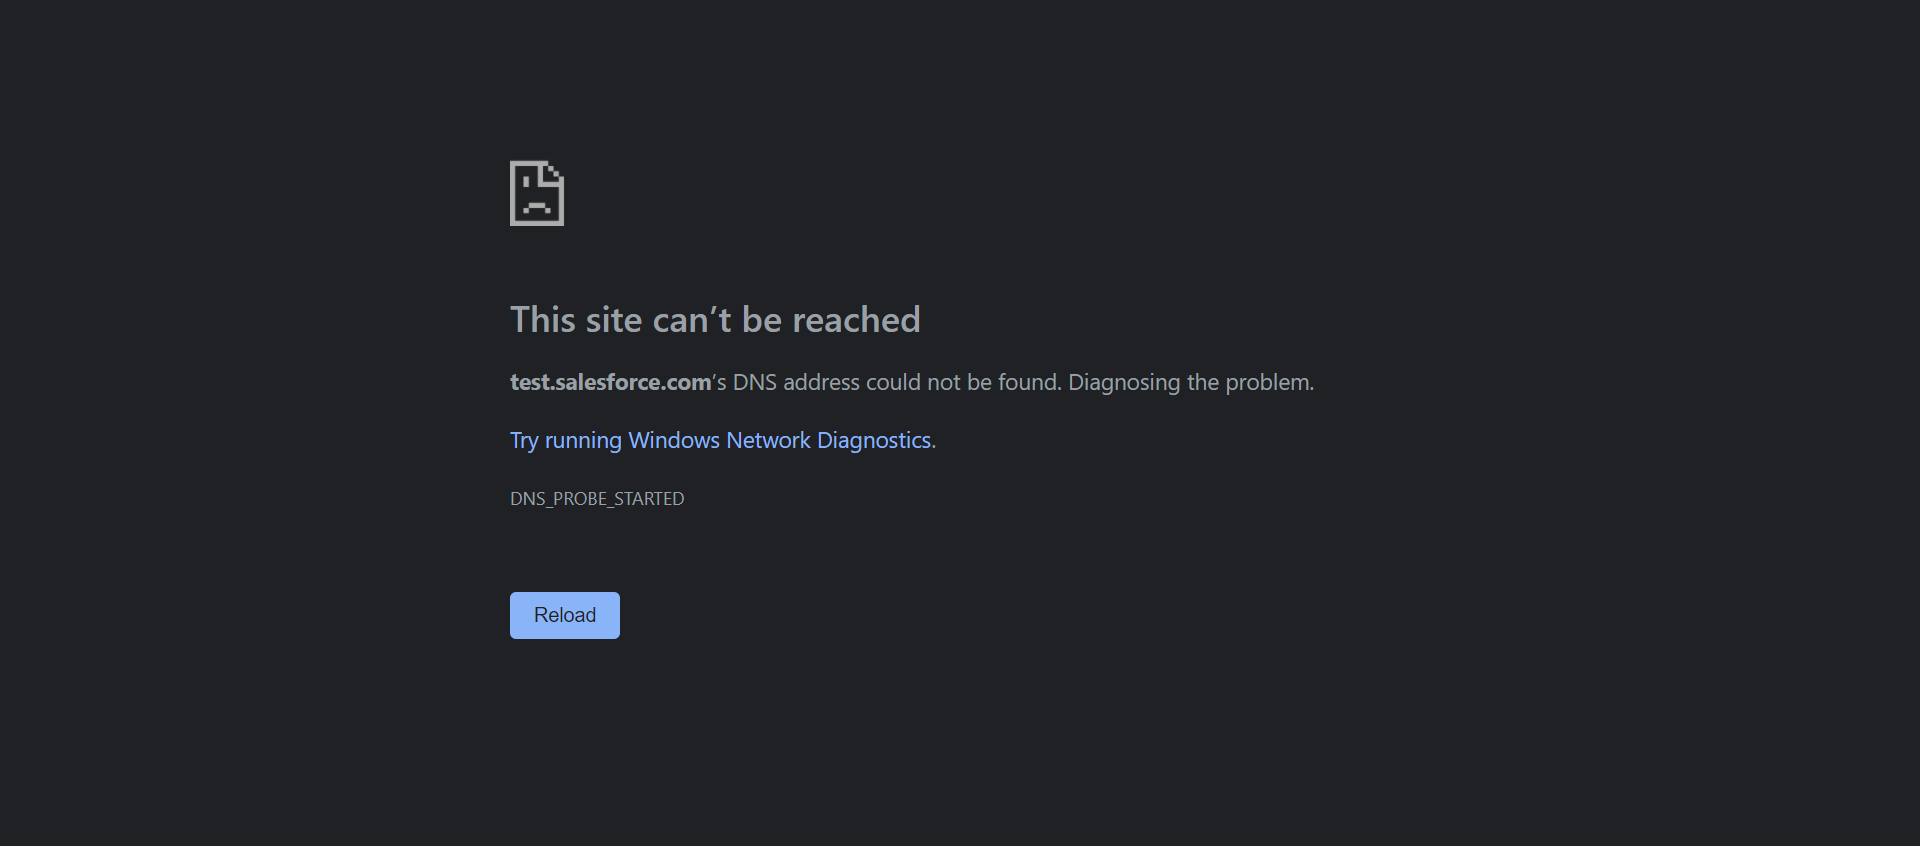 This site can’t be reached
test.salesforce.com’s DNS address could not be found. Diagnosing the problem.
Try running Windows Network Diagnostics.
DNS_PROBE_STARTED
Reload